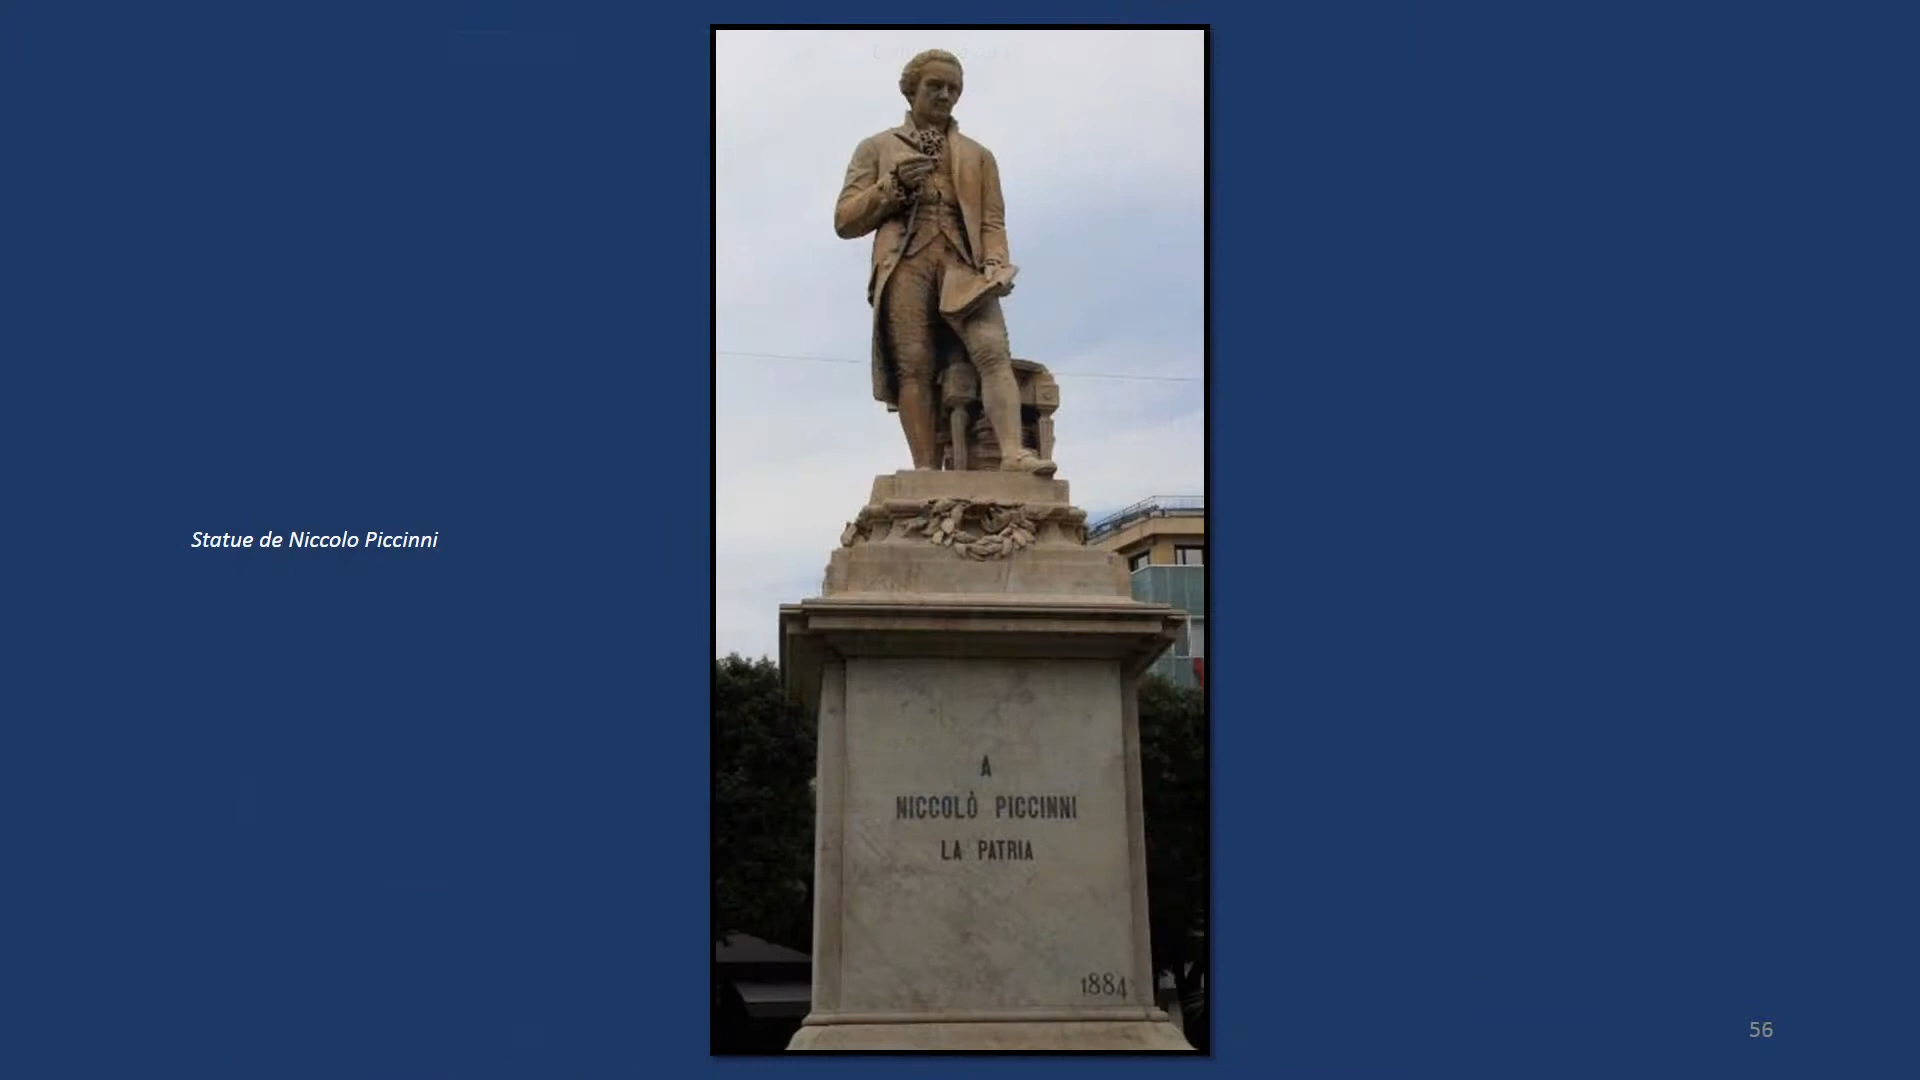 Statue de Niccolo Piccinni
A
NICCOLÒ PICCINNI
LA PATRIA
1884
56